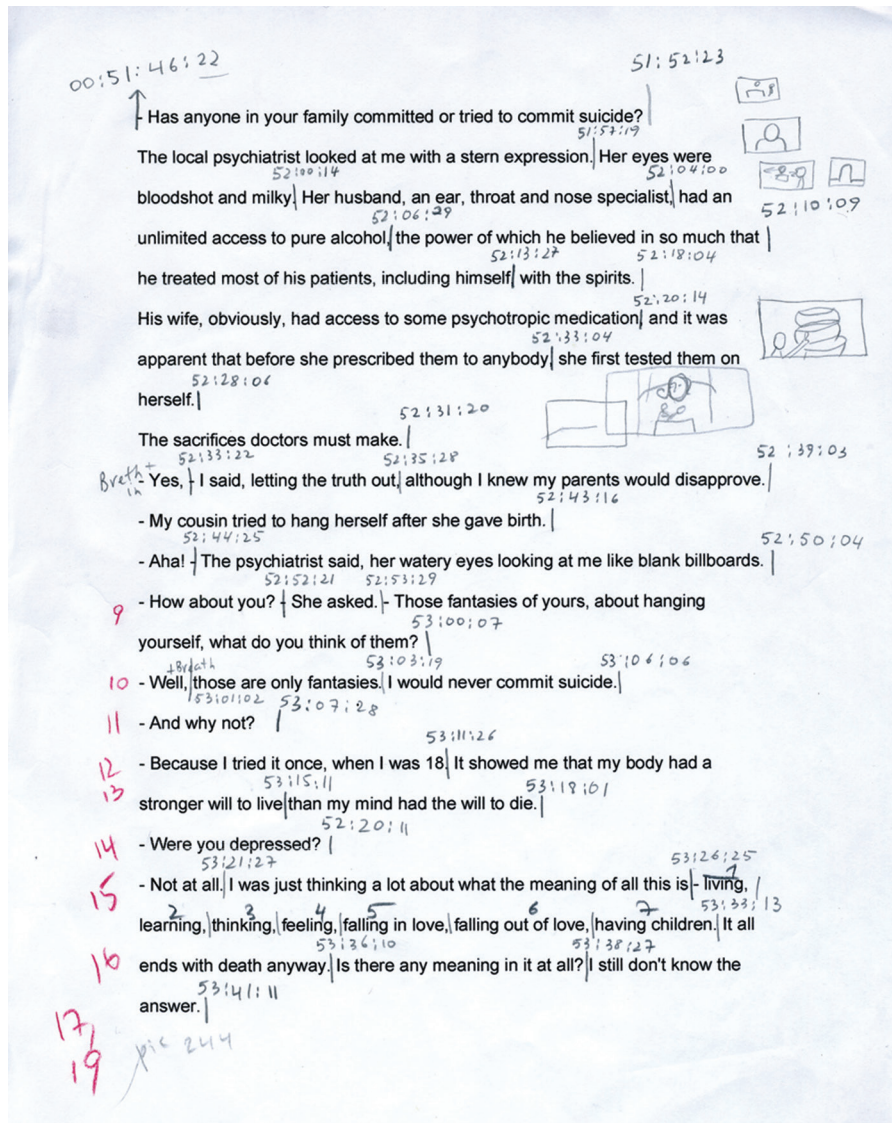 00:51:46:22 51:52:23
- Has anyone in your family committed or tried to commit suicide?
51:57:19
The local psychiatrist looked at me with a stern expression. Her eyes were
52:00:14 52:04:00
bloodshot and milky. Her husband, an ear, throat and nose specialist, had an
52:06:29 52:10:09
unlimited access to pure alcohol, the power of which he believed in so much that
52:13:27 52:18:04
he treated most of his patients, including himself, with the spirits.
52:20:14
His wife, obviously, had access to some psychotropic medication, and it was
52:33:04
apparent that before she prescribed them to anybody, she first tested them on
52:28:06
herself.
52:31:20
The sacrifices doctors must make.
52:33:22 52:35:28 52:39:03
Breth in + - Yes, - I said, letting the truth out, although I knew my parents would disapprove.
52:43:16
- My cousin tried to hang herself after she gave birth.
52:44:25 52:50:04
- Aha! - The psychiatrist said, her watery eyes looking at me like blank billboards.
52:52:21 52:53:29
9 - How about you? - She asked. - Those fantasies of yours, about hanging
53:00:07
yourself, what do you think of them?
+Breath 53:03:19 53:06:06
10 - Well, those are only fantasies. I would never commit suicide.
53:01:02 53:07:28
11 - And why not?
53:11:26
12 - Because I tried it once, when I was 18. It showed me that my body had a
53:15:11 53:18:01
13 stronger will to live than my mind had the will to die.
52:20:11
14 - Were you depressed?
53:21:27 53:26:25
15 - Not at all. I was just thinking a lot about what the meaning of all this is - living,
1 2 3 4 5 6 7 53:33:13
learning, thinking, feeling, falling in love, falling out of love, having children. It all
53:36:10 53:38:27
16 ends with death anyway. Is there any meaning in it at all? I still don't know the
53:41:11
answer.
17,
19 pic 244